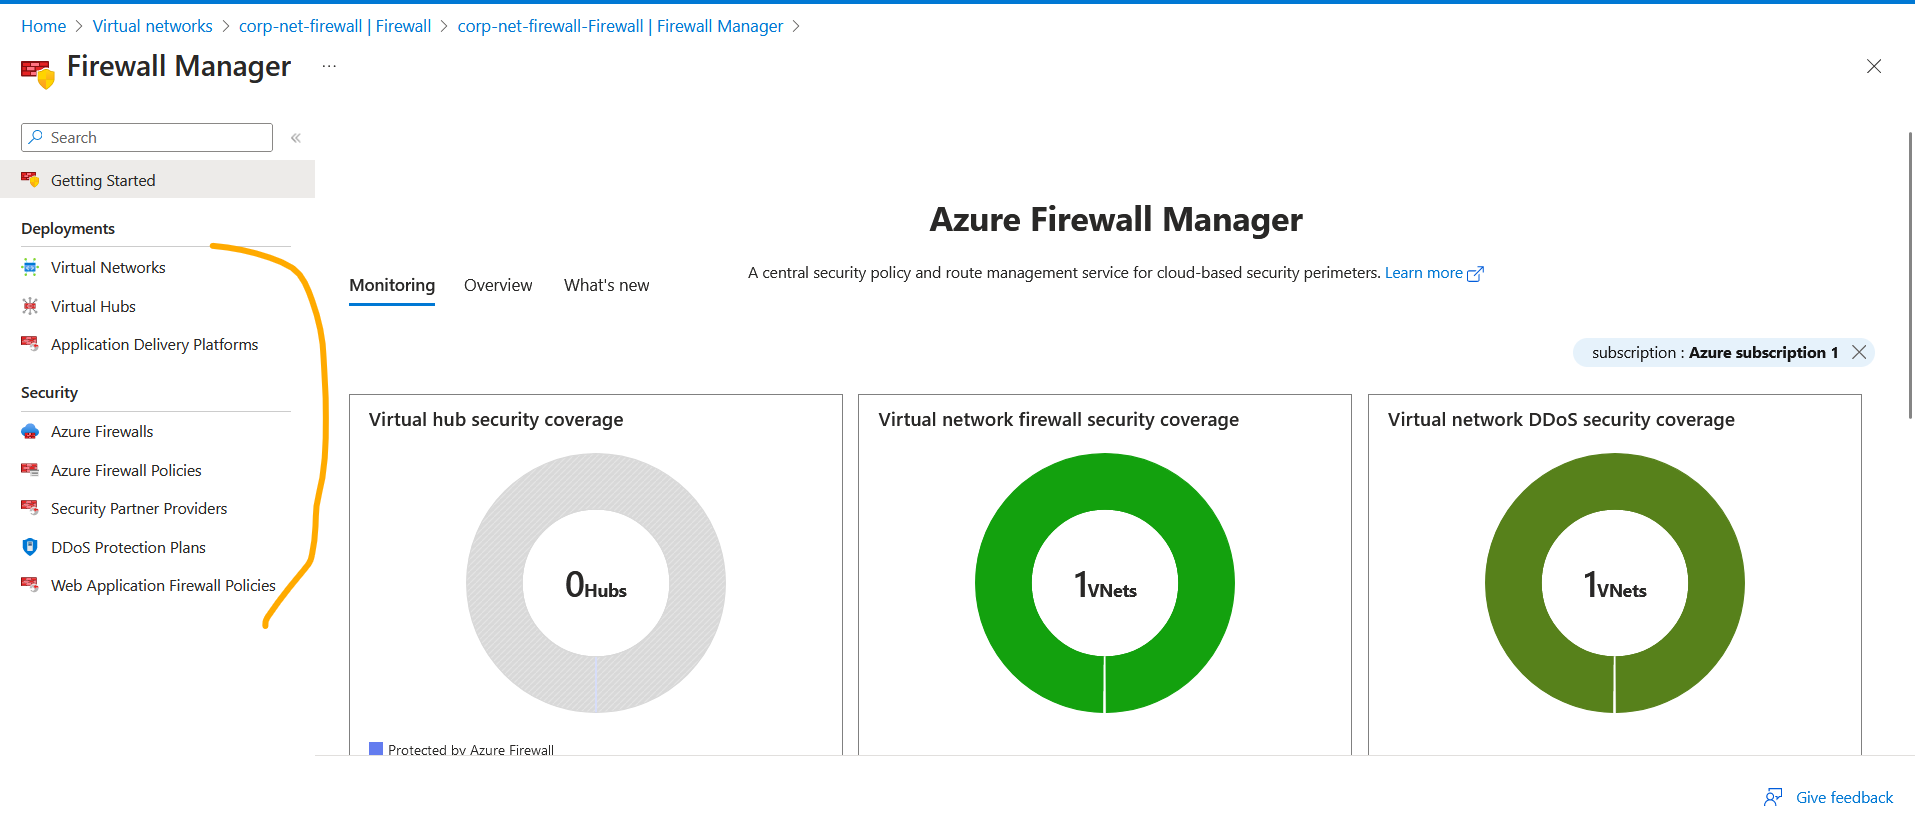 Home > Virtual networks > corp-net-firewall | Firewall > corp-net-firewall-Firewall | Firewall Manager >
Firewall Manager ...
Search «
Getting Started
Deployments
Virtual Networks
Virtual Hubs
Application Delivery Platforms
Security
Azure Firewalls
Azure Firewall Policies
Security Partner Providers
DDoS Protection Plans
Web Application Firewall Policies
Azure Firewall Manager
A central security policy and route management service for cloud-based security perimeters. Learn more
Monitoring Overview What's new
subscription : Azure subscription 1
Virtual hub security coverage
0Hubs
Protected by Azure Firewall
Virtual network firewall security coverage
1VNets
Virtual network DDoS security coverage
1VNets
Give feedback